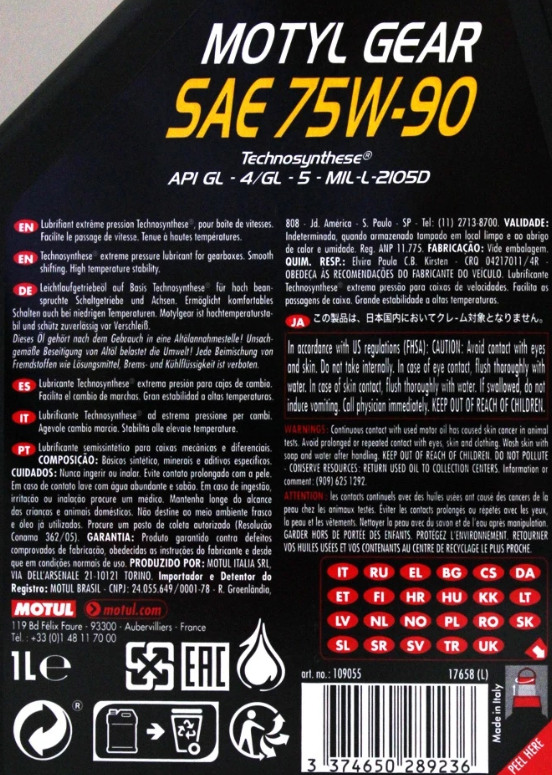 MOTYL GEAR
SAE 75W-90
Technosynthese®
API GL - 4/GL - 5 - MIL-L-2105D
EN Lubrifiant extrême pression Technosynthese®, pour boîte de vitesses.
Facilite le passage de vitesse. Tenue à hautes températures.
EN Technosynthese® extreme pressure lubricant for gearboxes. Smooth
shifting. High temperature stability.
DE Leichtlaufgetriebeöl auf Basis Technosynthese® für hoch bean-
spruchte Schaltgetriebe und Achsen. Ermöglicht komfortables
Schalten auch bei niedrigen Temperaturen. Motylgear ist hochtemperaturs­ta-
bil und schütz zuverlässig vor Verschleiß.
Dieses Öl gehört nach dem Gebrauch in eine Altölannahmestelle! Unsach-
gemäße Beseitigung von Altöl belastet die Umwelt! Jede Beimischung von
Fremdstoffen wie Lösungsmittel, Brems- und Kühlflüssigkeit ist verboten.
ES Lubricante Technosynthese® extrema presión para cajas de cambio.
Facilita el cambio de marchas. Gran estabilidad a altas temperaturas.
IT Lubrificante Technosynthese® ad estreme pressione per cambi.
Agevole cambio marcia. Stabilità alle elevate temperature.
PT Lubrificante semissintético para caixas mecânicas e diferenciais.
COMPOSIÇÃO: Básicos sintético, minerais e aditivos específicos.
CUIDADOS: Nunca ingerir ou inalar. Evite contato prolongado com a pele.
Em caso de contato lave com água abundante e sabão. Em caso de ingestão,
irritação ou inalação procure um médico. Mantenha longe do alcance
das crianças e animais domésticos. Não destine ao meio ambiente frasco
e óleo já utilizados. Procure um posto de coleta autorizado (Resolução
Conama 362/05). GARANTIA: Produto garantido contra defeitos
comprovados de fabricacão, obedecidas as instruções do fabricante e desde
que em condições normais de uso. PRODUZIDO POR: MOTUL ITALIA SRL,
VIA DELL'ARSENALE 21-10121 TORINO. Importador e Detentor do
Registro: MOTUL BRASIL - CNPJ: 24.055.649/0001-78 - R. Groenlândio,
808 - Jd. América - S. Paulo - SP - Tel: (11) 2713-8700. VALIDADE:
Indeterminada, quando armazenado tampado em local limpo e ao abrigo
de calor e umidade. Reg. ANP 11.775. FABRICAÇÃO: Vide embalagem.
QUIM. RESP.: Elvira Paula C.B. Kirsten - CRQ 04217011/4R -
OBEDEÇA ÀS RECOMENDAÇÕES DO FABRICANTE DO VEICULO. Lubrificante
Technosynthese® extrema pressão para caixas de velocidades. Facilita as
passagens de caixa. Grande estabilidade a altas temperaturas.
JA この製品は、日本国内においてクレーム対象となりません。
In accordance with US regulations (FHSA): CAUTION: Avoid contact with eyes
and skin. Do not take internally. In case of eye contact, flush thoroughly with
water. In case of skin contact, flush thoroughly with water. If swallowed, do not
induce vomiting. Call physician immediately. KEEP OUT OF REACH OF CHILDREN.
WARNINGS: Continuous contact with used motor oil has caused skin cancer in animal
tests. Avoid prolonged or repeated contact with eyes, skin and clothing. Wash skin with
soap and water after handling. KEEP OUT OF REACH OF CHILDREN. DO NOT POLLUTE
- CONSERVE RESOURCES: RETURN USED OIL TO COLLECTION CENTERS. Information or
comment: (909) 625 1292.
ATTENTION : les contacts continuels avec des huiles usées ont causé des cancers de la
peau chez les animaux testés. Éviter les contacts prolongés ou répétés avec les yeux,
la peau et les vêtements. Nettoyer la peau avec du savon et de l'eau après manipulation.
GARDER HORS DE PORTÉE DES ENFANTS. PROTÉGEZ L'ENVIRONNEMENT. RETOURNER
VOS HUILES USÉES ET VOS CONTENANTS AU CENTRE DE RECYCLAGE LE PLUS PROCHE.
IT RU EL BG CS DA
ET FI HR HU KK LT
LV NL NO PL RO SK
SL SR SV TR UK
MOTUL motul.com
119 Bd Félix Faure - 93300 - Aubervilliers - France
Tél. : +33 (0)1 48 11 70 00
1L e
EAC
®
art. no.: 109055 17658 (L)
Made in Italy
3 374650 289236
PEEL HERE